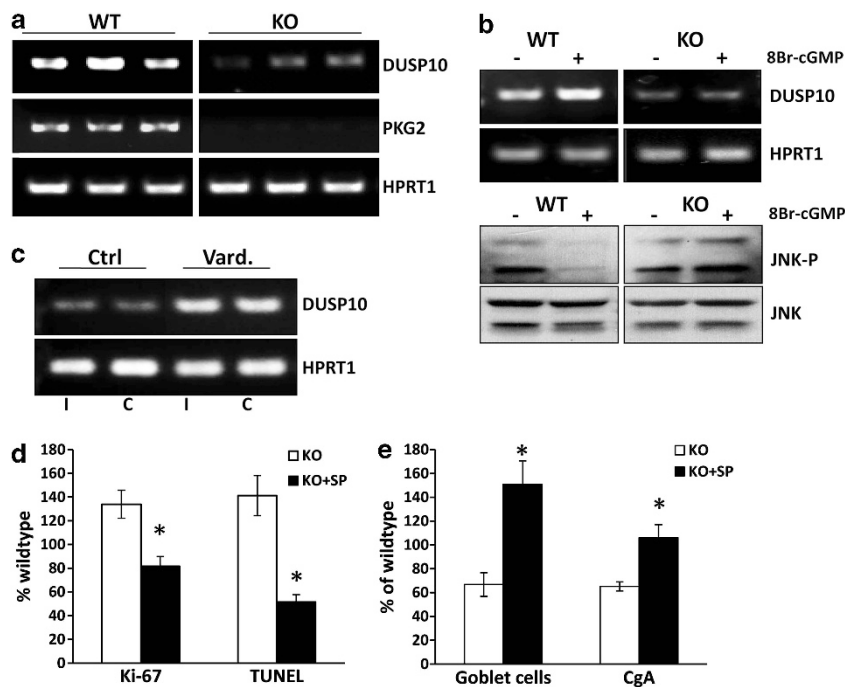 a
WT KO
DUSP10
PKG2
HPRT1
b
WT KO
- + - + 8Br-cGMP
DUSP10
HPRT1
WT KO
- + - + 8Br-cGMP
JNK-P
JNK
c
Ctrl Vard.
DUSP10
HPRT1
I C I C
d
% wildtype
180
160
140
120
100
80
60
40
20
0
KO
KO+SP
*
*
Ki-67 TUNEL
e
% of wildtype
180
160
140
120
100
80
60
40
20
0
KO
KO+SP
*
*
Goblet cells CgA